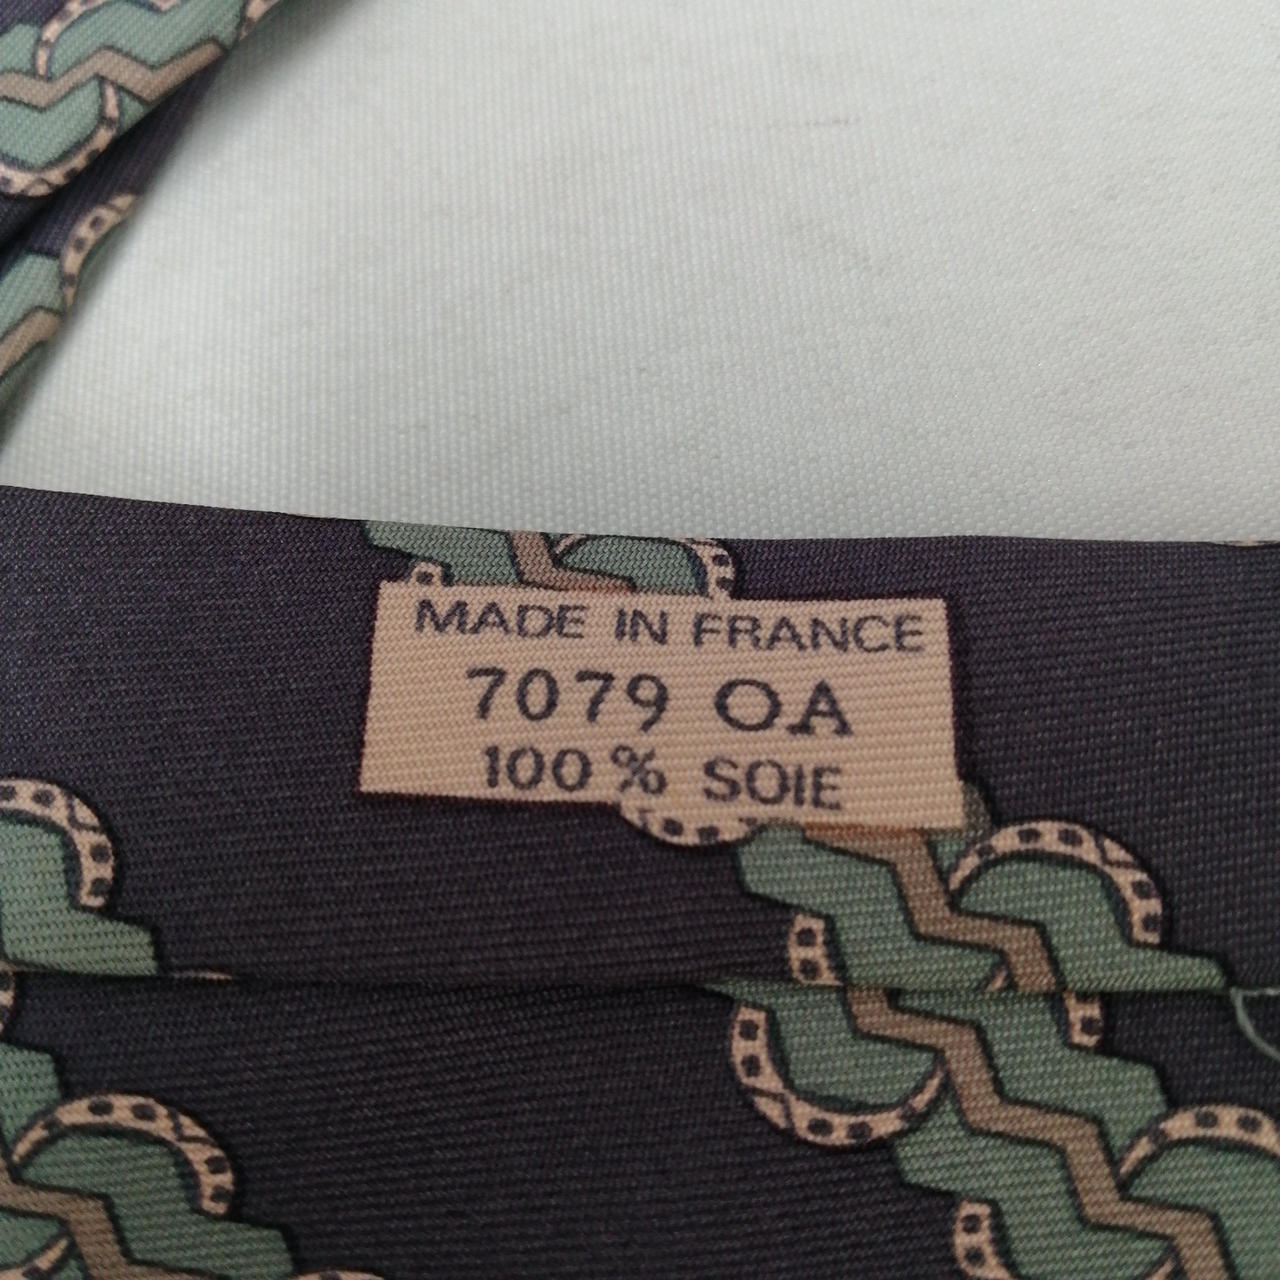 MADE IN FRANCE
7079 OA
100 % SOIE